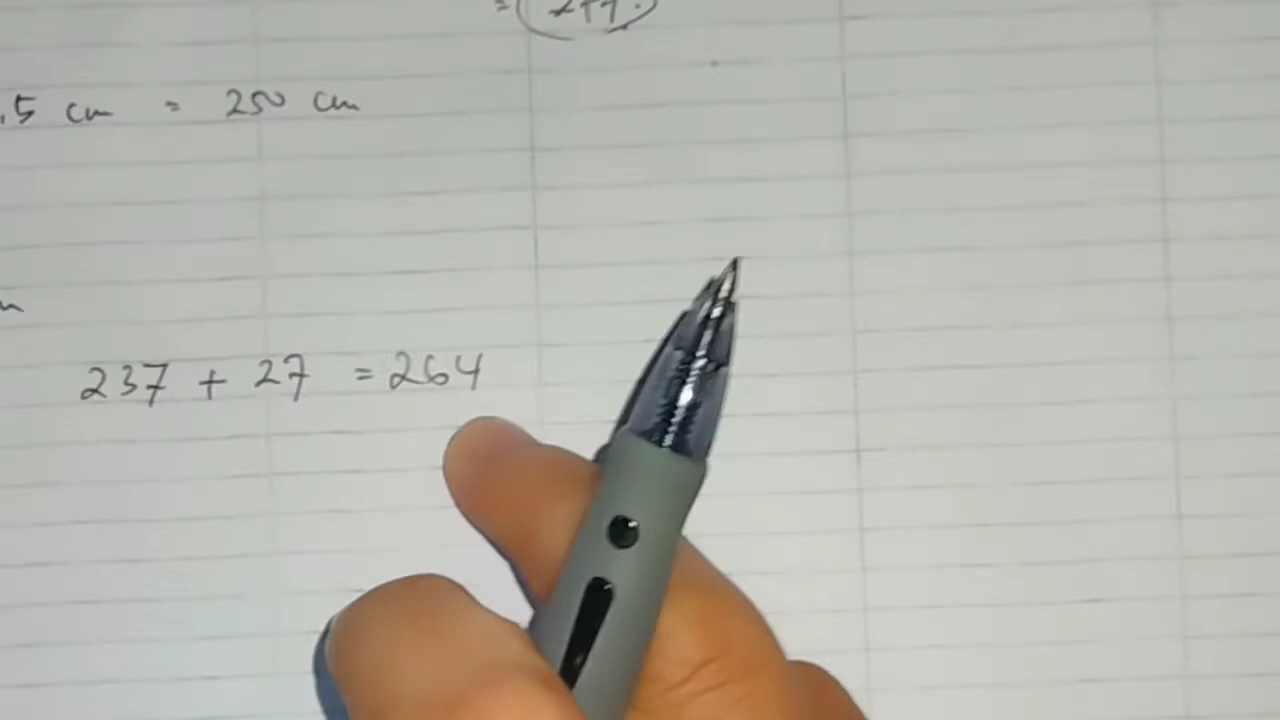 .5 cm = 250 cm
237 + 27 = 264